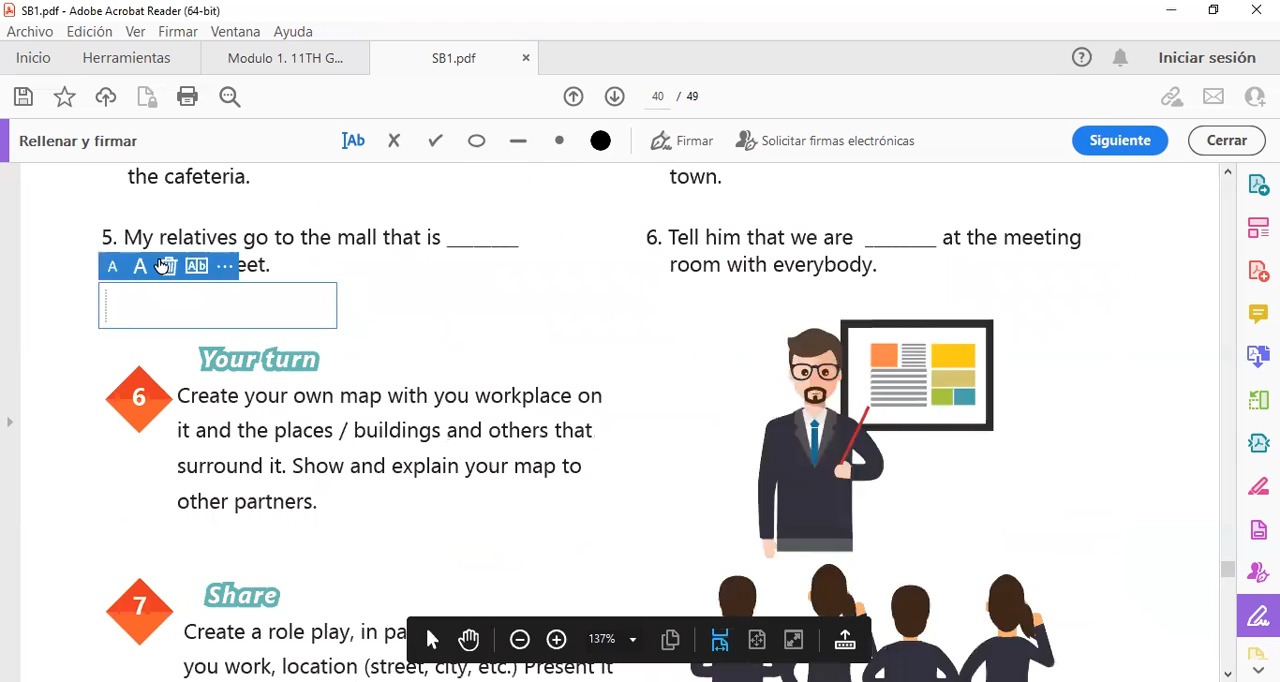 SB1.pdf - Adobe Acrobat Reader (64-bit)
Archivo Edición Ver Firmar Ventana Ayuda
Inicio Herramientas Modulo 1. 11TH G... SB1.pdf ×
Iniciar sesión
40 / 49
Rellenar y firmar Ab Firmar Solicitar firmas electrónicas Siguiente Cerrar
the cafeteria.
town.
5. My relatives go to the mall that is _______
6. Tell him that we are _______ at the meeting
room with everybody.
A A Ab ... eet.
Your turn
6
Create your own map with you workplace on
it and the places / buildings and others that
surround it. Show and explain your map to
other partners.
7
Share
Create a role play, in pa
you work, location (street, city, etc.) Present it
137%